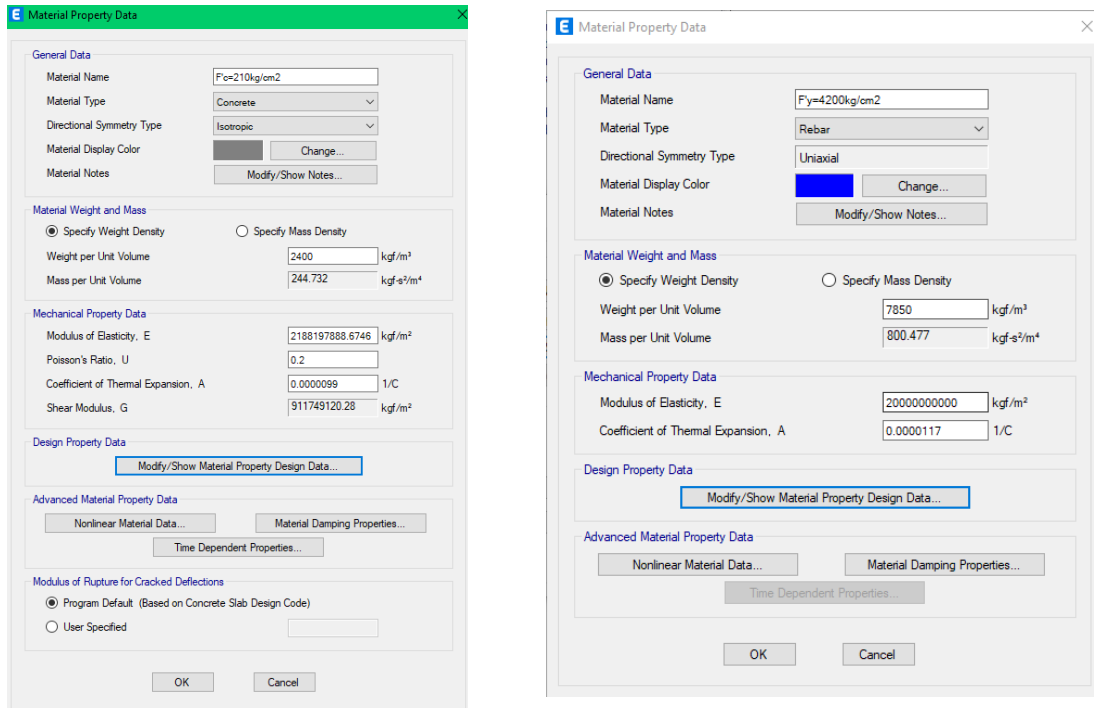 E Material Property Data
General Data
Material Name F'c=210kg/cm2
Material Type Concrete
Directional Symmetry Type Isotropic
Material Display Color Change...
Material Notes Modify/Show Notes...
Material Weight and Mass
Specify Weight Density Specify Mass Density
Weight per Unit Volume 2400 kgf/m³
Mass per Unit Volume 244.732 kgf-s²/m⁴
Mechanical Property Data
Modulus of Elasticity, E 2188197888.6746 kgf/m²
Poisson's Ratio, U 0.2
Coefficient of Thermal Expansion, A 0.0000099 1/C
Shear Modulus, G 911749120.28 kgf/m²
Design Property Data
Modify/Show Material Property Design Data...
Advanced Material Property Data
Nonlinear Material Data... Material Damping Properties...
Time Dependent Properties...
Modulus of Rupture for Cracked Deflections
Program Default (Based on Concrete Slab Design Code)
User Specified
OK Cancel
E Material Property Data
General Data
Material Name F'y=4200kg/cm2
Material Type Rebar
Directional Symmetry Type Uniaxial
Material Display Color Change...
Material Notes Modify/Show Notes...
Material Weight and Mass
Specify Weight Density Specify Mass Density
Weight per Unit Volume 7850 kgf/m³
Mass per Unit Volume 800.477 kgf-s²/m⁴
Mechanical Property Data
Modulus of Elasticity, E 20000000000 kgf/m²
Coefficient of Thermal Expansion, A 0.0000117 1/C
Design Property Data
Modify/Show Material Property Design Data...
Advanced Material Property Data
Nonlinear Material Data... Material Damping Properties...
Time Dependent Properties...
OK Cancel